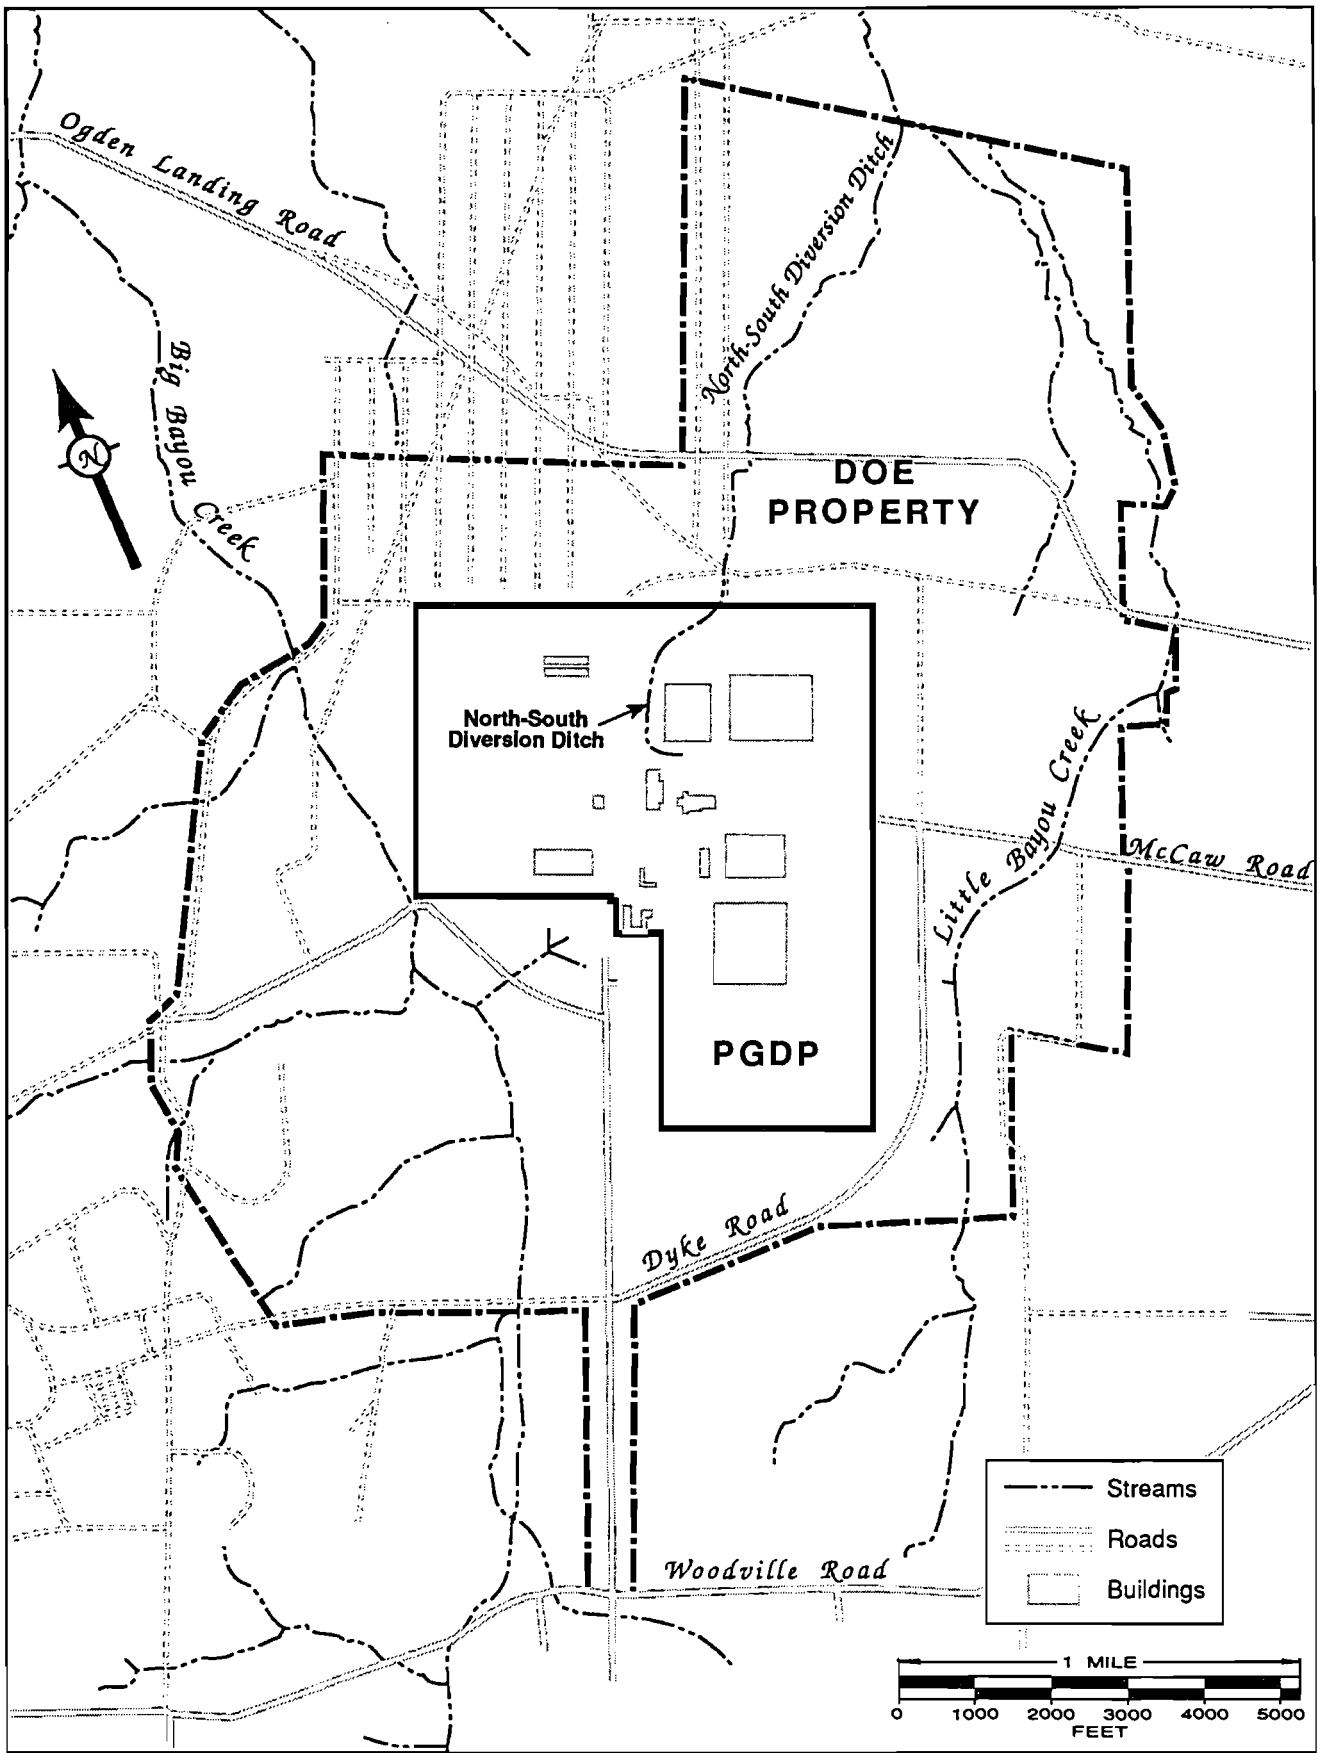 Ogden Landing Road
North-South Diversion Ditch
Big Bayou Creek
N
DOE
PROPERTY
North-South
Diversion Ditch
Little Bayou Creek
McCaw Road
PGDP
Dyke Road
Woodville Road
Streams
Roads
Buildings
1 MILE
0 1000 2000 3000 4000 5000
FEET